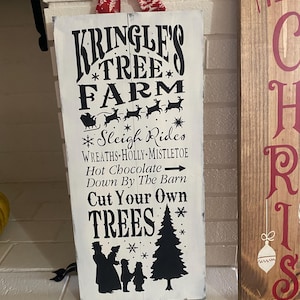 KRINGLE'S
TREE
FARM
Sleigh Rides
WREATHS·HOLLY·MISTLETOE
Hot Chocolate
Down By The Barn
Cut Your Own
TREES
CHRIS